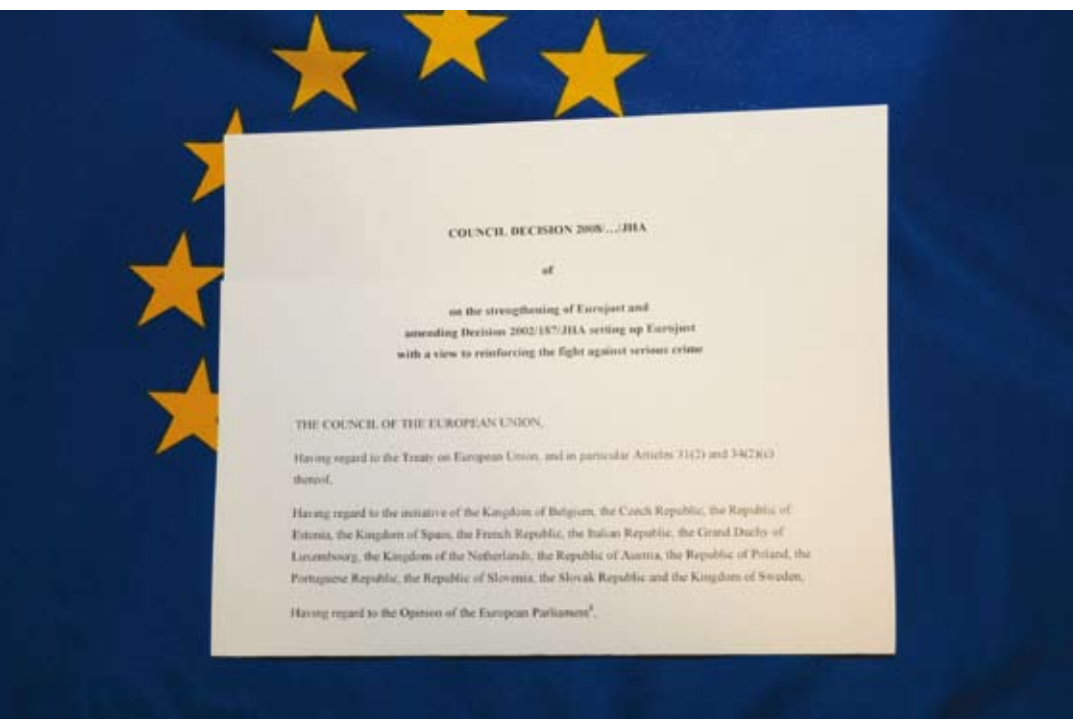 COUNCIL DECISION 2008/…/JHA
of
on the strengthening of Eurojust and
amending Decision 2002/187/JHA setting up Eurojust
with a view to reinforcing the fight against serious crime
THE COUNCIL OF THE EUROPEAN UNION,
Having regard to the Treaty on European Union, and in particular Articles 31(2) and 34(2)(c)
thereof,
Having regard to the initiative of the Kingdom of Belgium, the Czech Republic, the Republic of
Estonia, the Kingdom of Spain, the French Republic, the Italian Republic, the Grand Duchy of
Luxembourg, the Kingdom of the Netherlands, the Republic of Austria, the Republic of Poland, the
Portuguese Republic, the Republic of Slovenia, the Slovak Republic and the Kingdom of Sweden,
Having regard to the Opinion of the European Parliament¹,